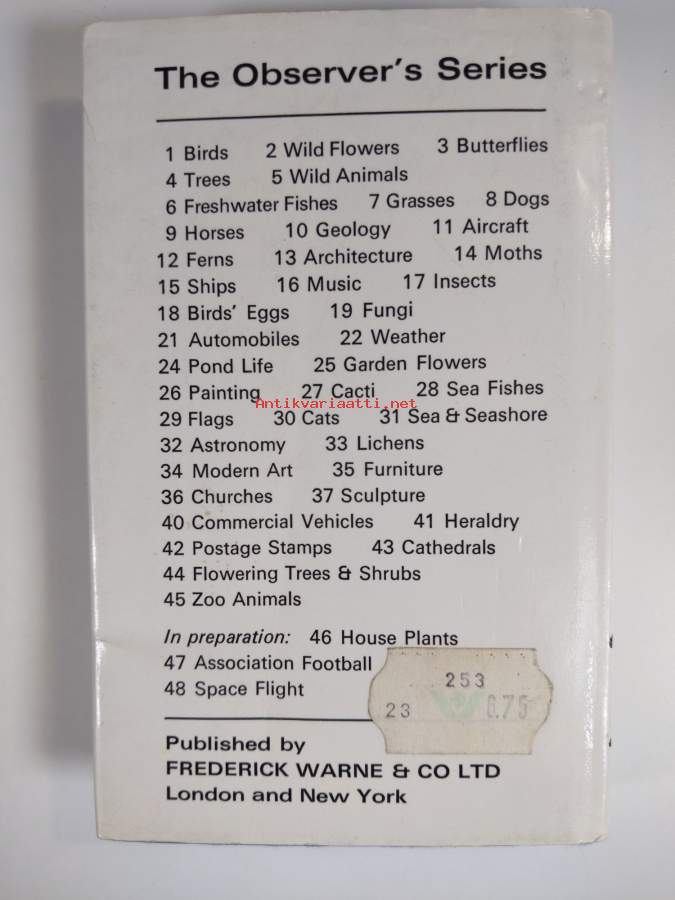 The Observer's Series
1 Birds 2 Wild Flowers 3 Butterflies
4 Trees 5 Wild Animals
6 Freshwater Fishes 7 Grasses 8 Dogs
9 Horses 10 Geology 11 Aircraft
12 Ferns 13 Architecture 14 Moths
15 Ships 16 Music 17 Insects
18 Birds' Eggs 19 Fungi
21 Automobiles 22 Weather
24 Pond Life 25 Garden Flowers
26 Painting 27 Cacti 28 Sea Fishes
Antikvariaatti.net
29 Flags 30 Cats 31 Sea & Seashore
32 Astronomy 33 Lichens
34 Modern Art 35 Furniture
36 Churches 37 Sculpture
40 Commercial Vehicles 41 Heraldry
42 Postage Stamps 43 Cathedrals
44 Flowering Trees & Shrubs
45 Zoo Animals
In preparation: 46 House Plants
47 Association Football
48 Space Flight
253
23 6.75
Published by
FREDERICK WARNE & CO LTD
London and New York